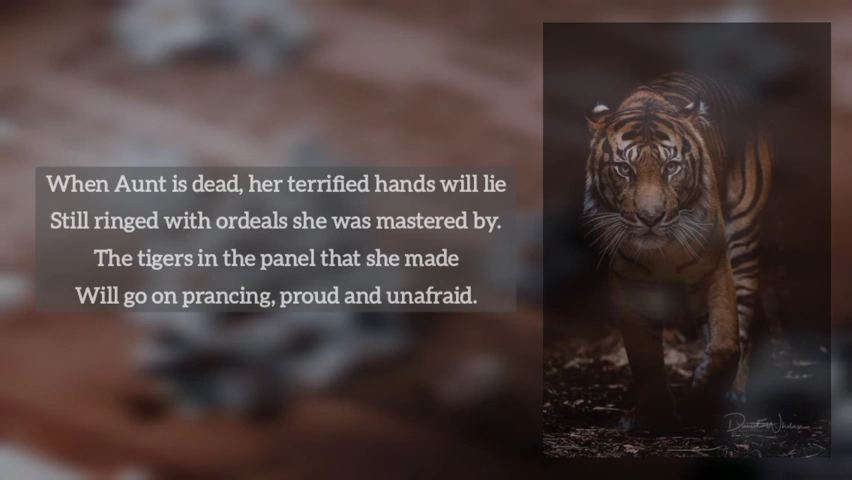 When Aunt is dead, her terrified hands will lie
Still ringed with ordeals she was mastered by.
The tigers in the panel that she made
Will go on prancing, proud and unafraid.